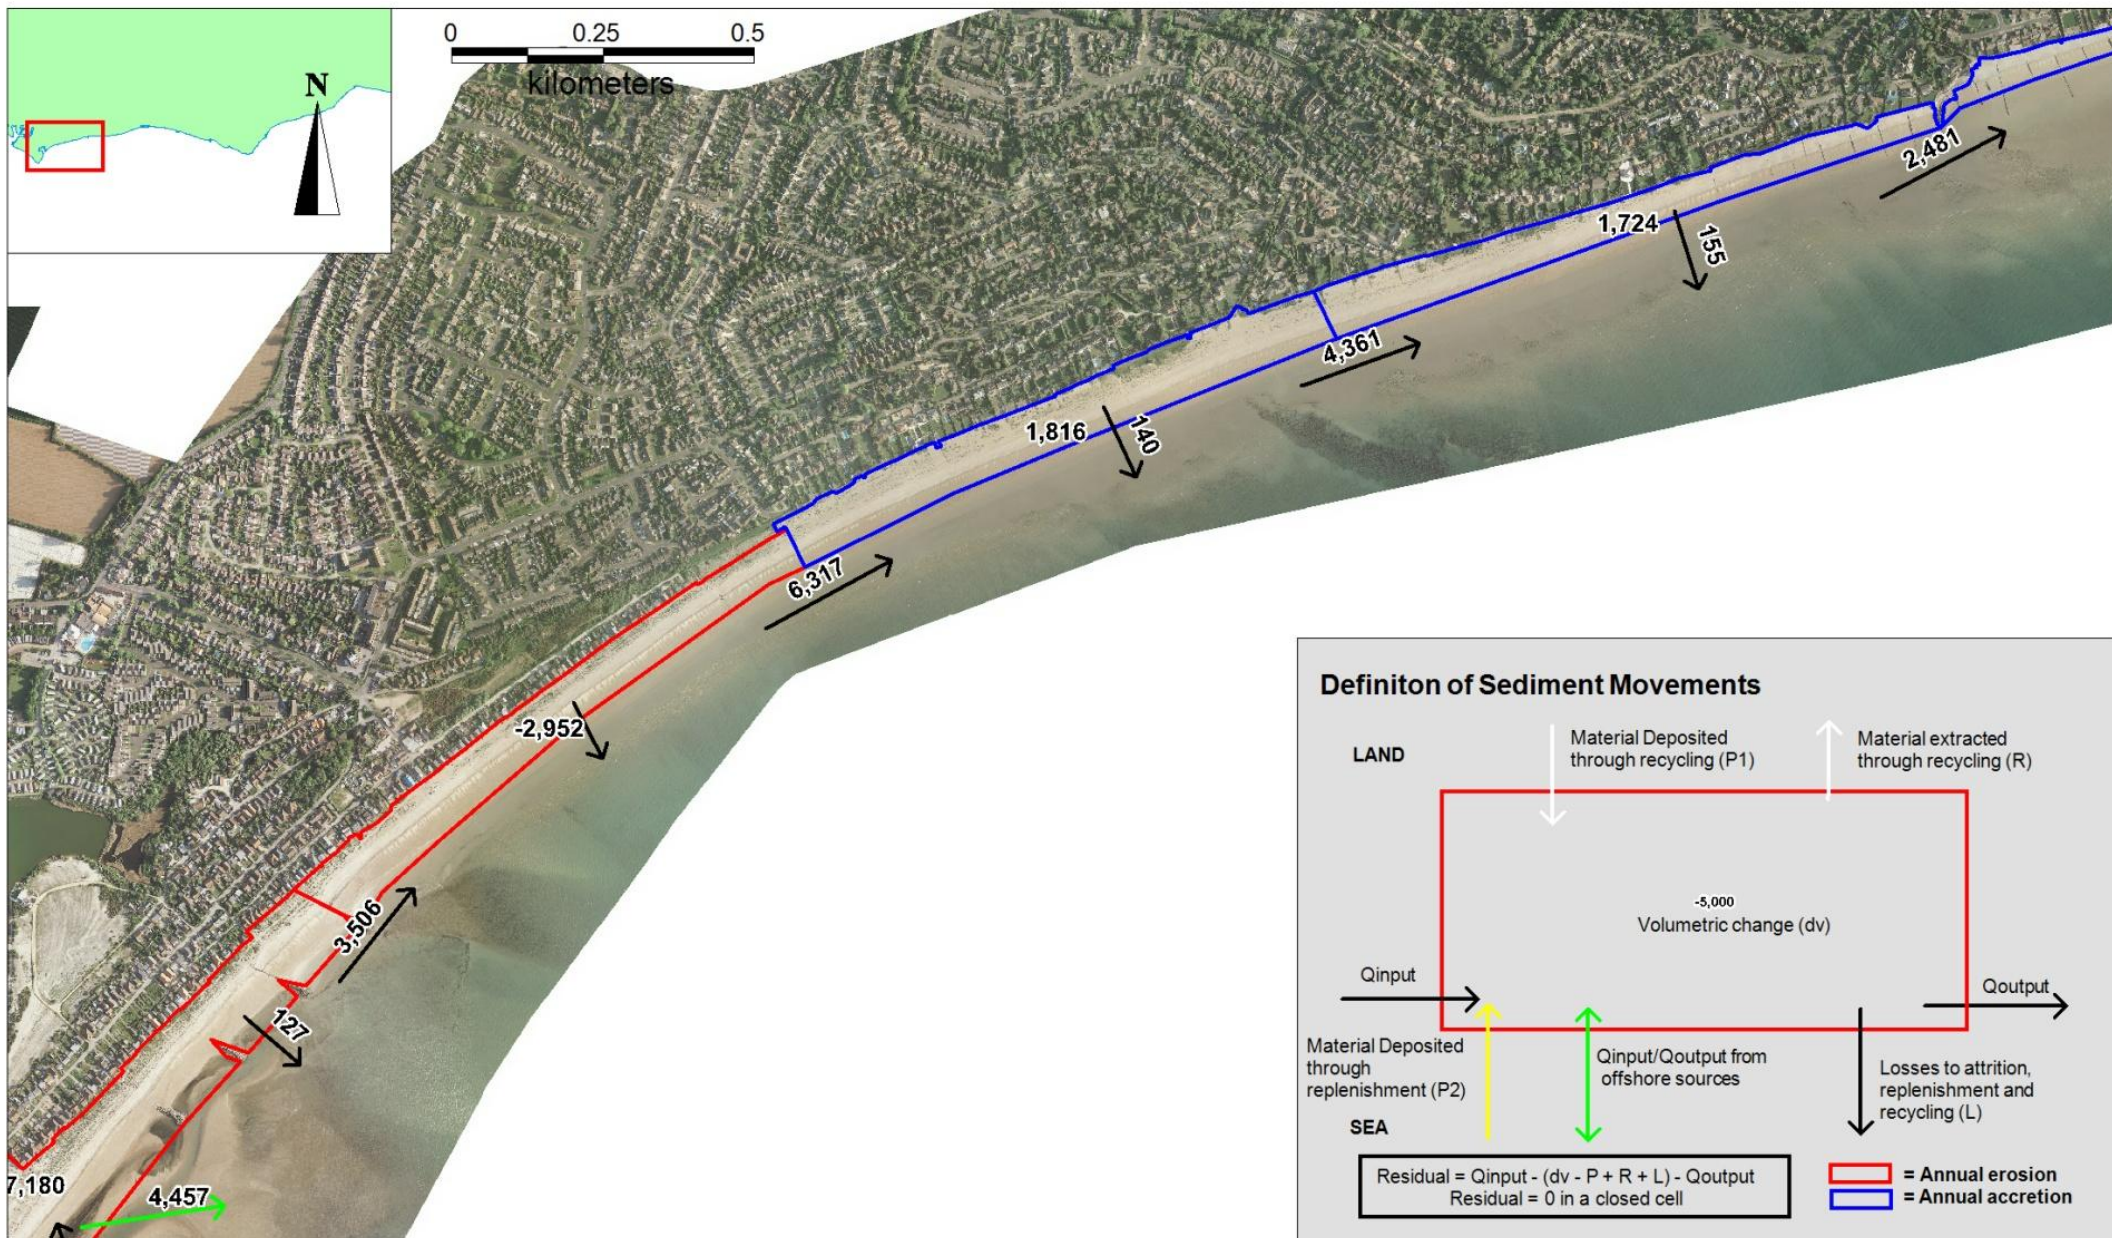 0 0.25 0.5
kilometers
N
2,481
1,724
155
4,361
1,816
140
6,317
-2,952
3,506
127
7,180
4,457
Definiton of Sediment Movements
LAND
Material Deposited
through recycling (P1)
Material extracted
through recycling (R)
-5,000
Volumetric change (dv)
Qinput
Qoutput
Material Deposited
through
replenishment (P2)
Qinput/Qoutput from
offshore sources
Losses to attrition,
replenishment and
recycling (L)
SEA
Residual = Qinput - (dv - P + R + L) - Qoutput
Residual = 0 in a closed cell
= Annual erosion
= Annual accretion